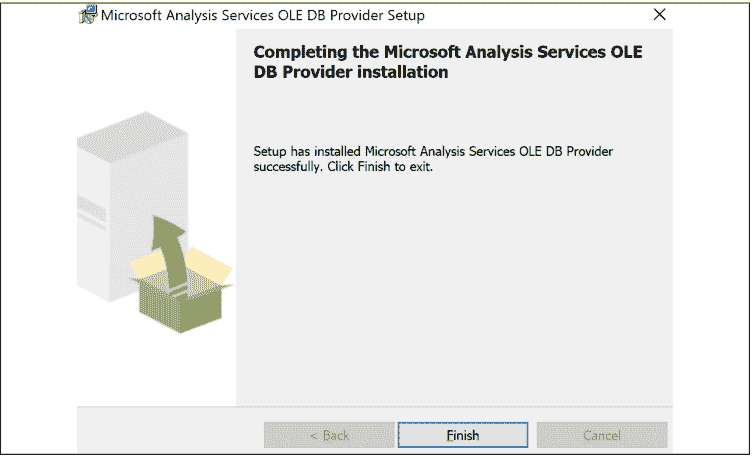 Microsoft Analysis Services OLE DB Provider Setup
Completing the Microsoft Analysis Services OLE
DB Provider installation
Setup has installed Microsoft Analysis Services OLE DB Provider
successfully. Click Finish to exit.
< Back
Finish
Cancel